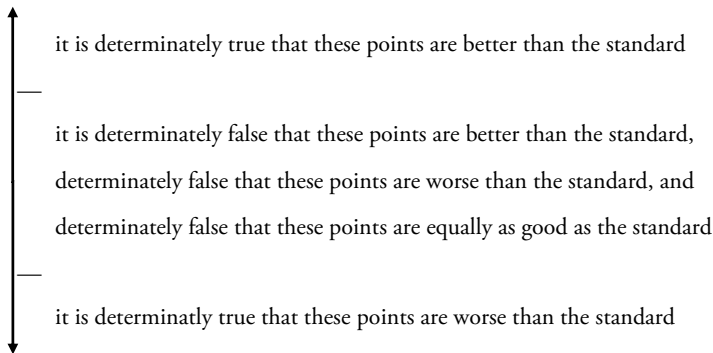 it is determinately true that these points are better than the standard
it is determinately false that these points are better than the standard,
determinately false that these points are worse than the standard, and
determinately false that these points are equally as good as the standard
it is determinatly true that these points are worse than the standard